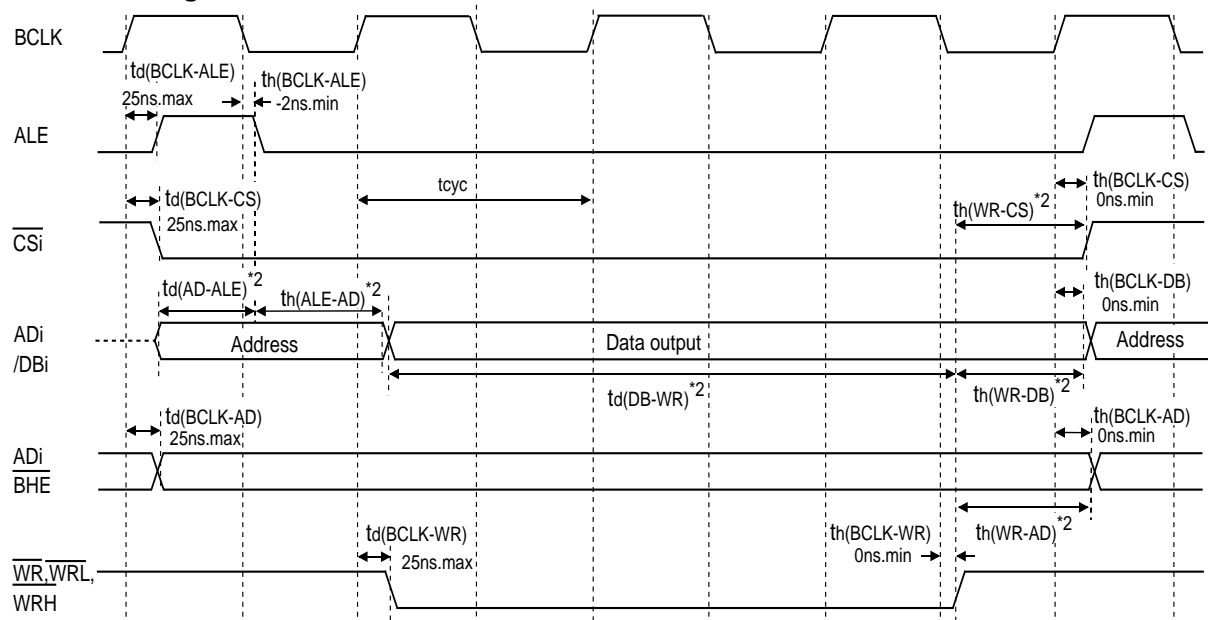 BCLK
td(BCLK-ALE)
25ns.max
th(BCLK-ALE)
-2ns.min
ALE
td(BCLK-CS)
25ns.max
tcyc
th(BCLK-CS)
0ns.min
th(WR-CS)*2
CSi
td(AD-ALE)*2
th(ALE-AD)*2
th(BCLK-DB)
0ns.min
ADi
/DBi
Address
Data output
Address
td(DB-WR)*2
th(WR-DB)*2
td(BCLK-AD)
25ns.max
th(BCLK-AD)
0ns.min
ADi
BHE
td(BCLK-WR)
25ns.max
th(BCLK-WR)
0ns.min
th(WR-AD)*2
WR,WRL,
WRH